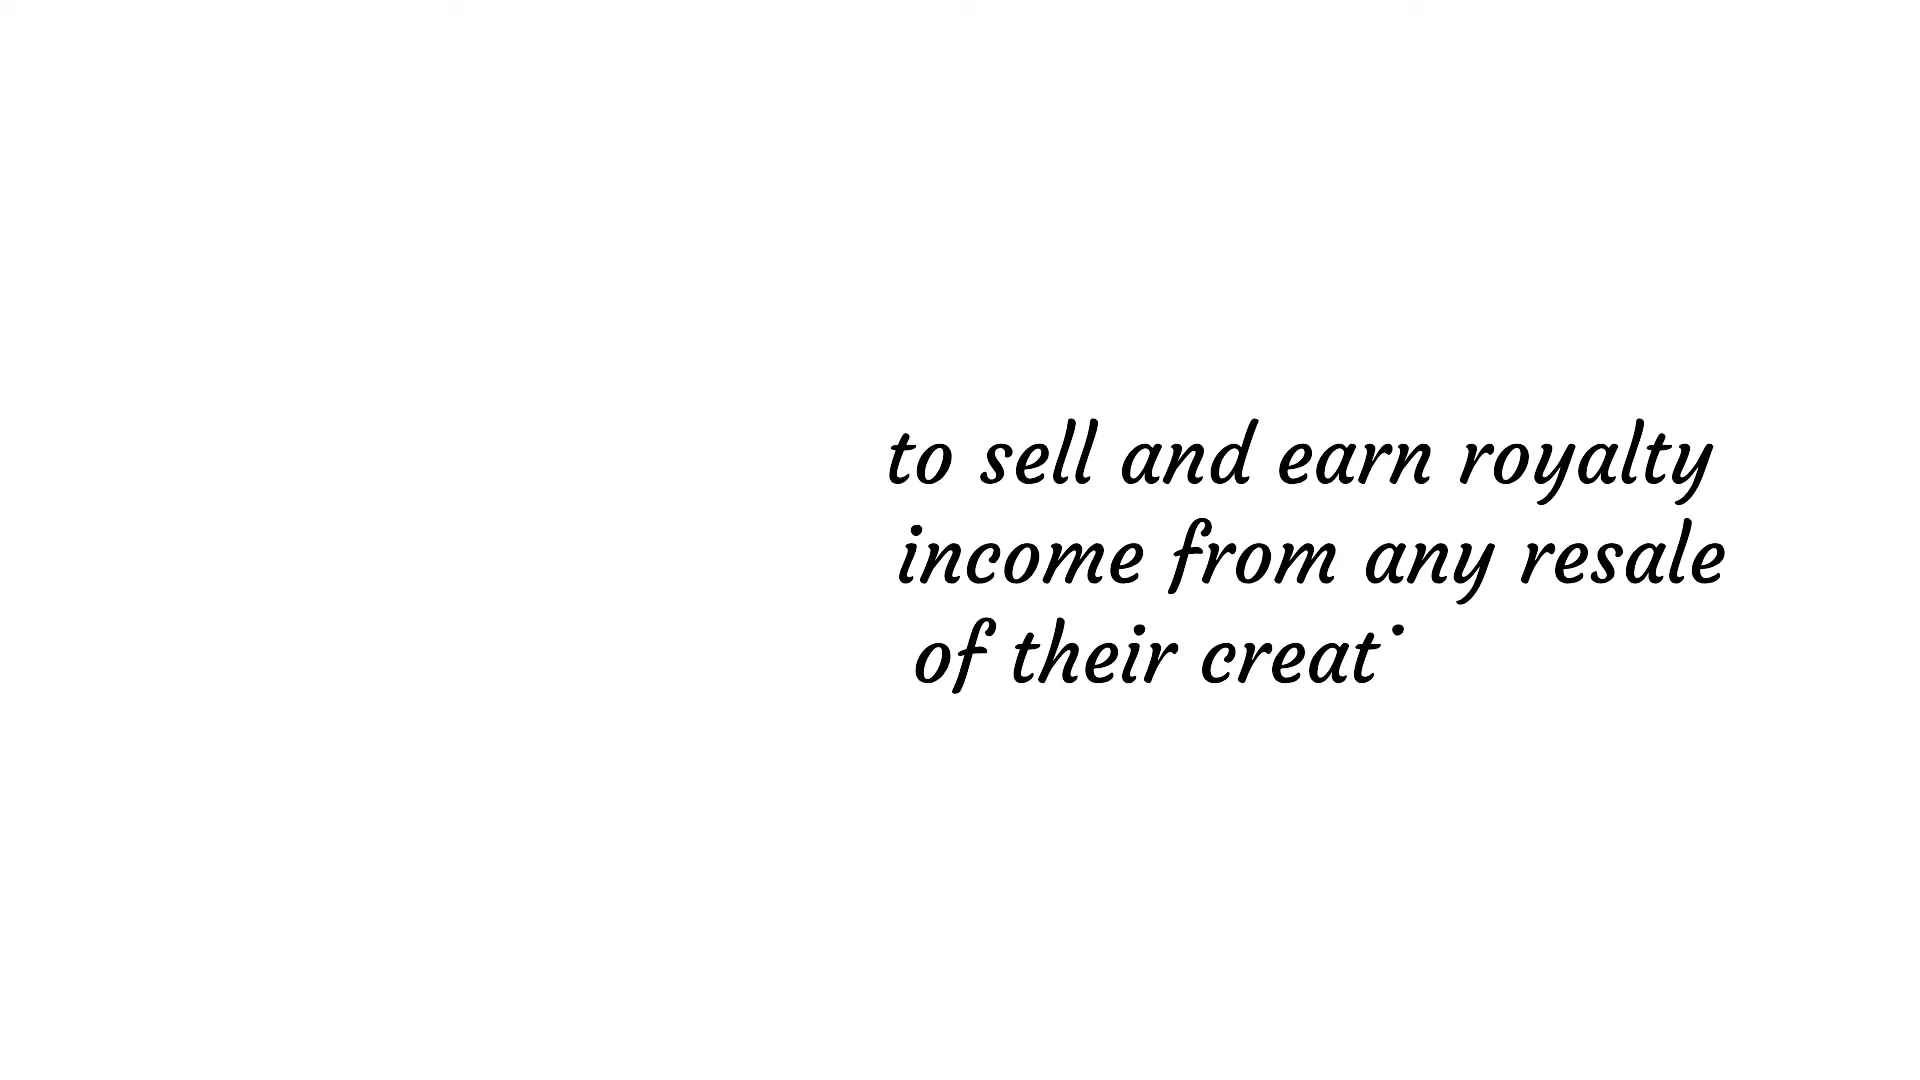 to sell and earn royalty
income from any resale
of their creat